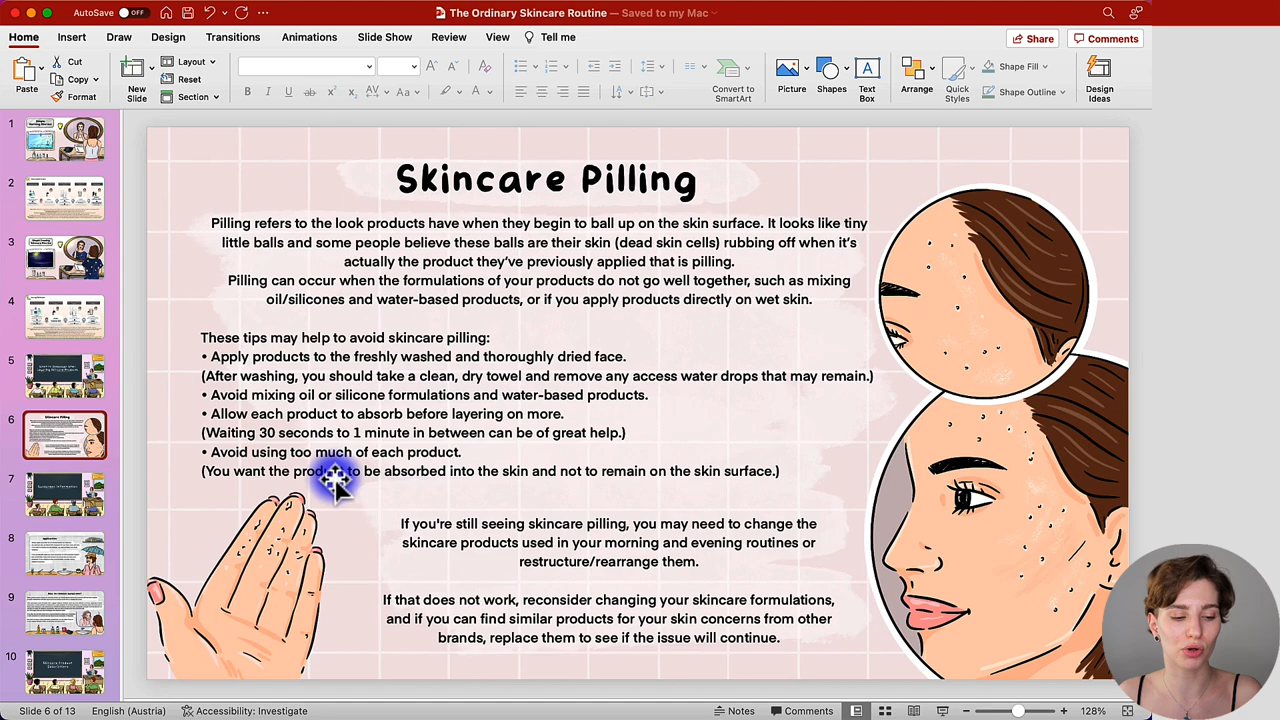 AutoSave OFF
The Ordinary Skincare Routine — Saved to my Mac
Home Insert Draw Design Transitions Animations Slide Show Review View Tell me
Share Comments
Paste
Cut
Copy
Format
New Slide
Layout
Reset
Section
Convert to SmartArt
Picture
Shapes
Text Box
Arrange
Quick Styles
Shape Fill
Shape Outline
Design Ideas
1
2
3
4
5
6
7
8
9
10
Skincare Pilling
Pilling refers to the look products have when they begin to ball up on the skin surface. It looks like tiny
little balls and some people believe these balls are their skin (dead skin cells) rubbing off when it's
actually the product they've previously applied that is pilling.
Pilling can occur when the formulations of your products do not go well together, such as mixing
oil/silicones and water-based products, or if you apply products directly on wet skin.
These tips may help to avoid skincare pilling:
• Apply products to the freshly washed and thoroughly dried face.
(After washing, you should take a clean, dry towel and remove any access water drops that may remain.)
• Avoid mixing oil or silicone formulations and water-based products.
• Allow each product to absorb before layering on more.
(Waiting 30 seconds to 1 minute in between can be of great help.)
• Avoid using too much of each product.
(You want the to be absorbed into the skin and not to remain on the skin surface.)
If you're still seeing skincare pilling, you may need to change the
skincare products used in your morning and evening routines or
restructure/rearrange them.
If that does not work, reconsider changing your skincare formulations,
and if you can find similar products for your skin concerns from other
brands, replace them to see if the issue will continue.
Slide 6 of 13 English (Austria) Accessibility: Investigate
Notes Comments 128%